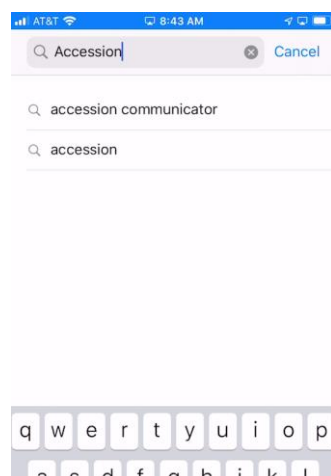 AT&T 8:43 AM
Accession Cancel
accession communicator
accession
q w e r t y u i o p
a s d f g h j k l